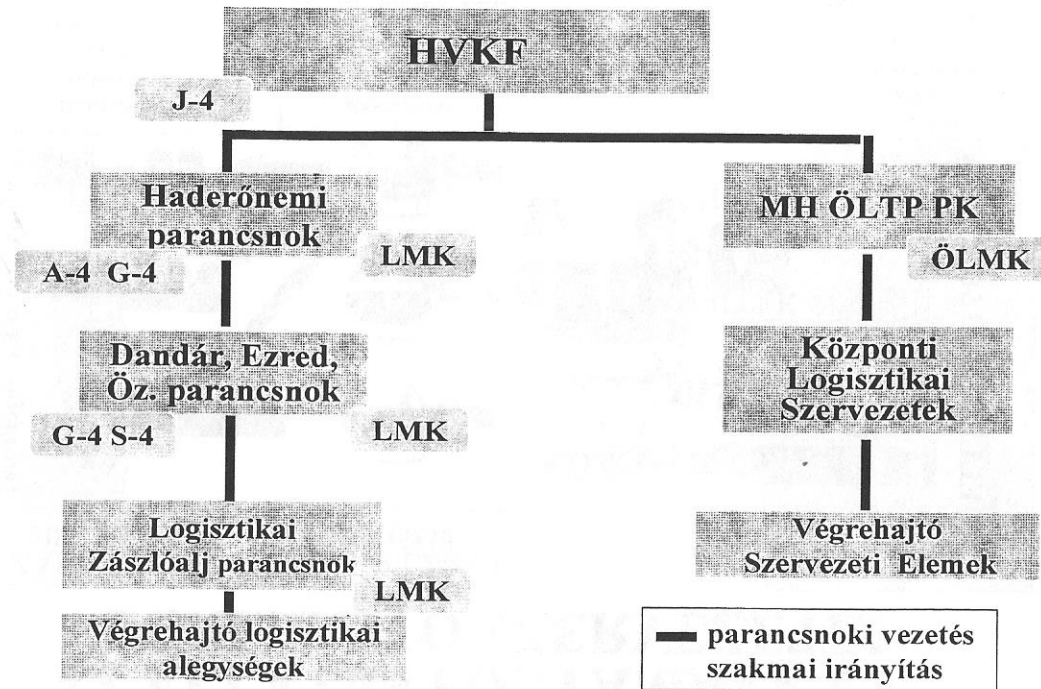 HVKF
J-4
Haderőnemi
parancsnok
LMK
A-4 G-4
Dandár, Ezred,
Öz. parancsnok
G-4 S-4
LMK
Logisztikai
Zászlóalj parancsnok
LMK
Végrehajtó logisztikai
alegységek
MH ÖLTP PK
ÖLMK
Központi
Logisztikai
Szervezetek
Végrehajtó
Szervezeti Elemek
parancsnoki vezetés
szakmai irányítás